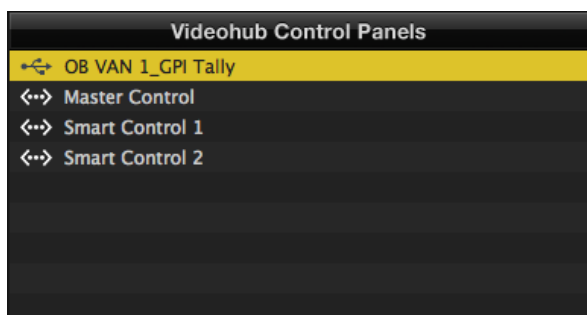 Videohub Control Panels
OB VAN 1_GPI Tally
Master Control
Smart Control 1
Smart Control 2